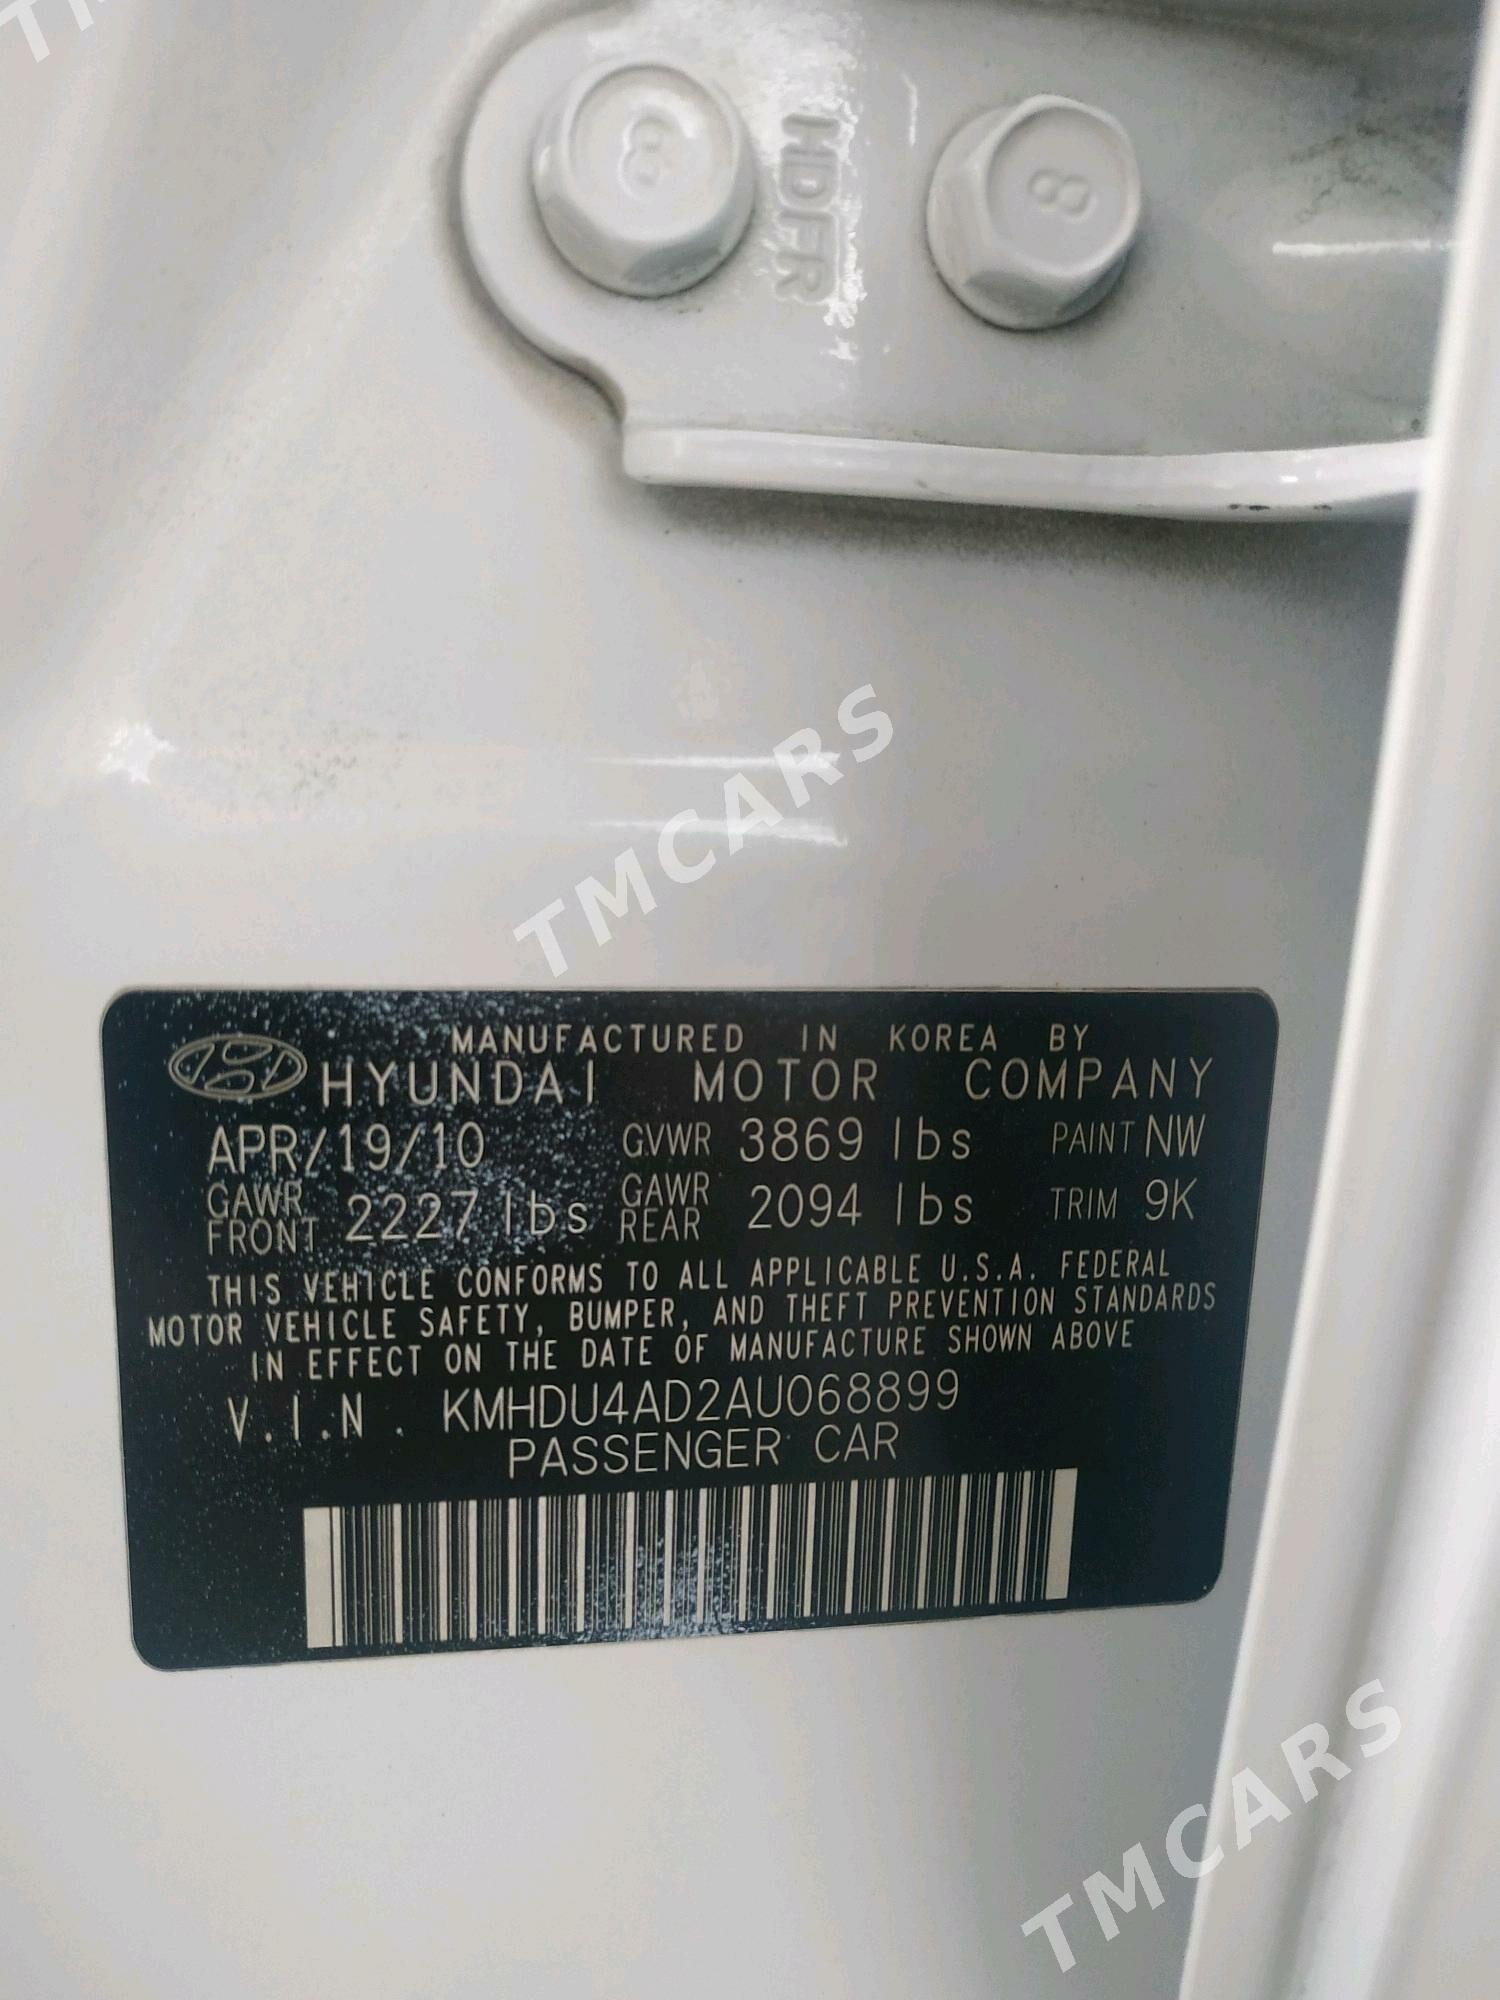 8
HDFR
8
TMCARS
MANUFACTURED IN KOREA BY
HYUNDAI MOTOR COMPANY
APR/19/10 GVWR 3869 lbs PAINT NW
GAWR FRONT 2227 lbs GAWR REAR 2094 lbs TRIM 9K
THIS VEHICLE CONFORMS TO ALL APPLICABLE U.S.A. FEDERAL
MOTOR VEHICLE SAFETY, BUMPER, AND THEFT PREVENTION STANDARDS
IN EFFECT ON THE DATE OF MANUFACTURE SHOWN ABOVE
V.I.N. KMHDU4AD2AU068899
PASSENGER CAR
TMCARS